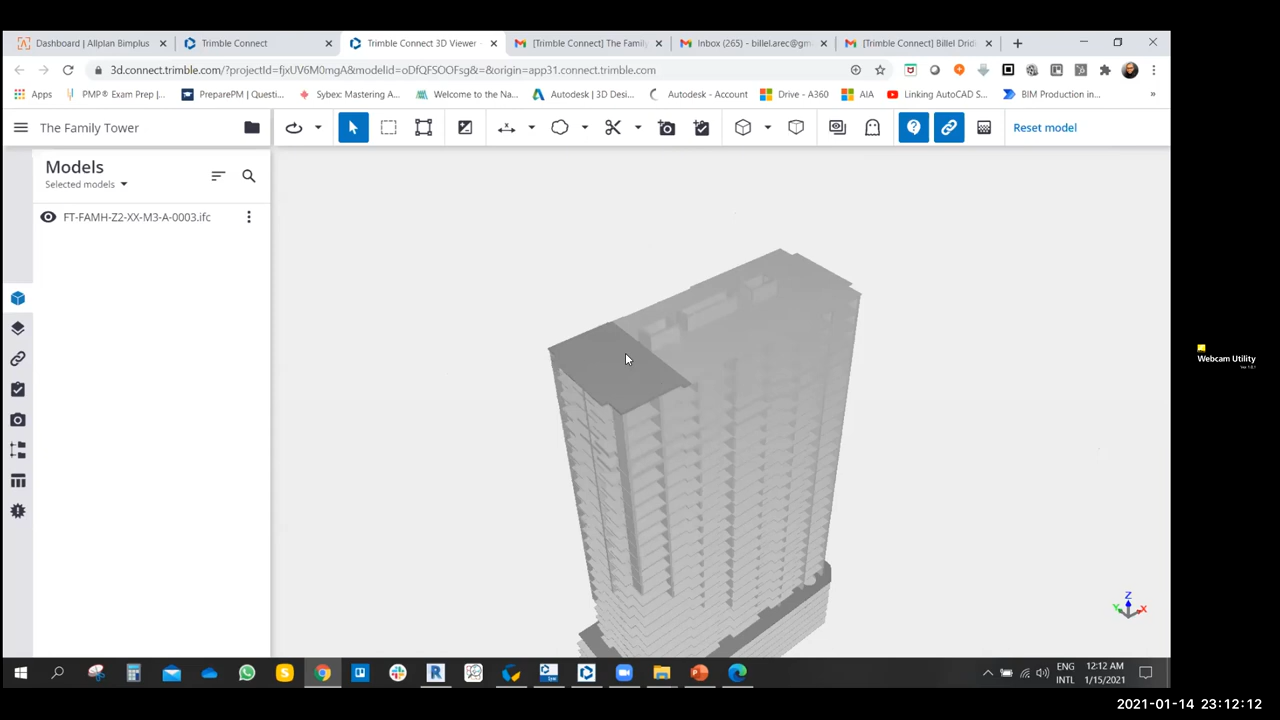 Dashboard | Allplan Bimplus
Trimble Connect
Trimble Connect 3D Viewer -
[Trimble Connect] The Family
Inbox (265) - billel.arec@gm
[Trimble Connect] Billel Dridi
3d.connect.trimble.com/?projectId=fjxUV6M0mgA&modelId=oDfQFSOOFsg&=&origin=app31.connect.trimble.com
Apps
PMP® Exam Prep |...
PreparePM | Questi...
Sybex: Mastering A...
Welcome to the Na...
Autodesk | 3D Desi...
Autodesk - Account
Drive - A360
AIA
Linking AutoCAD S...
BIM Production in...
»
The Family Tower
Reset model
Models
Selected models
FT-FAMH-Z2-XX-M3-A-0003.ifc
Webcam Utility
Z
Y
X
ENG
INTL
12:12 AM
1/15/2021
2021-01-14 23:12:12